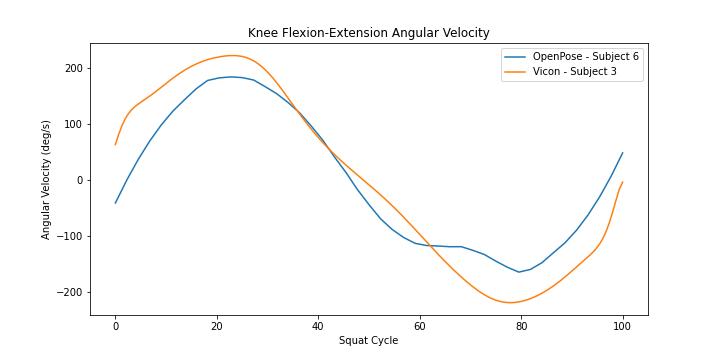 Knee Flexion-Extension Angular Velocity
OpenPose - Subject 6
Vicon - Subject 3
Angular Velocity (deg/s)
200
100
0
−100
−200
0
20
40
60
80
100
Squat Cycle